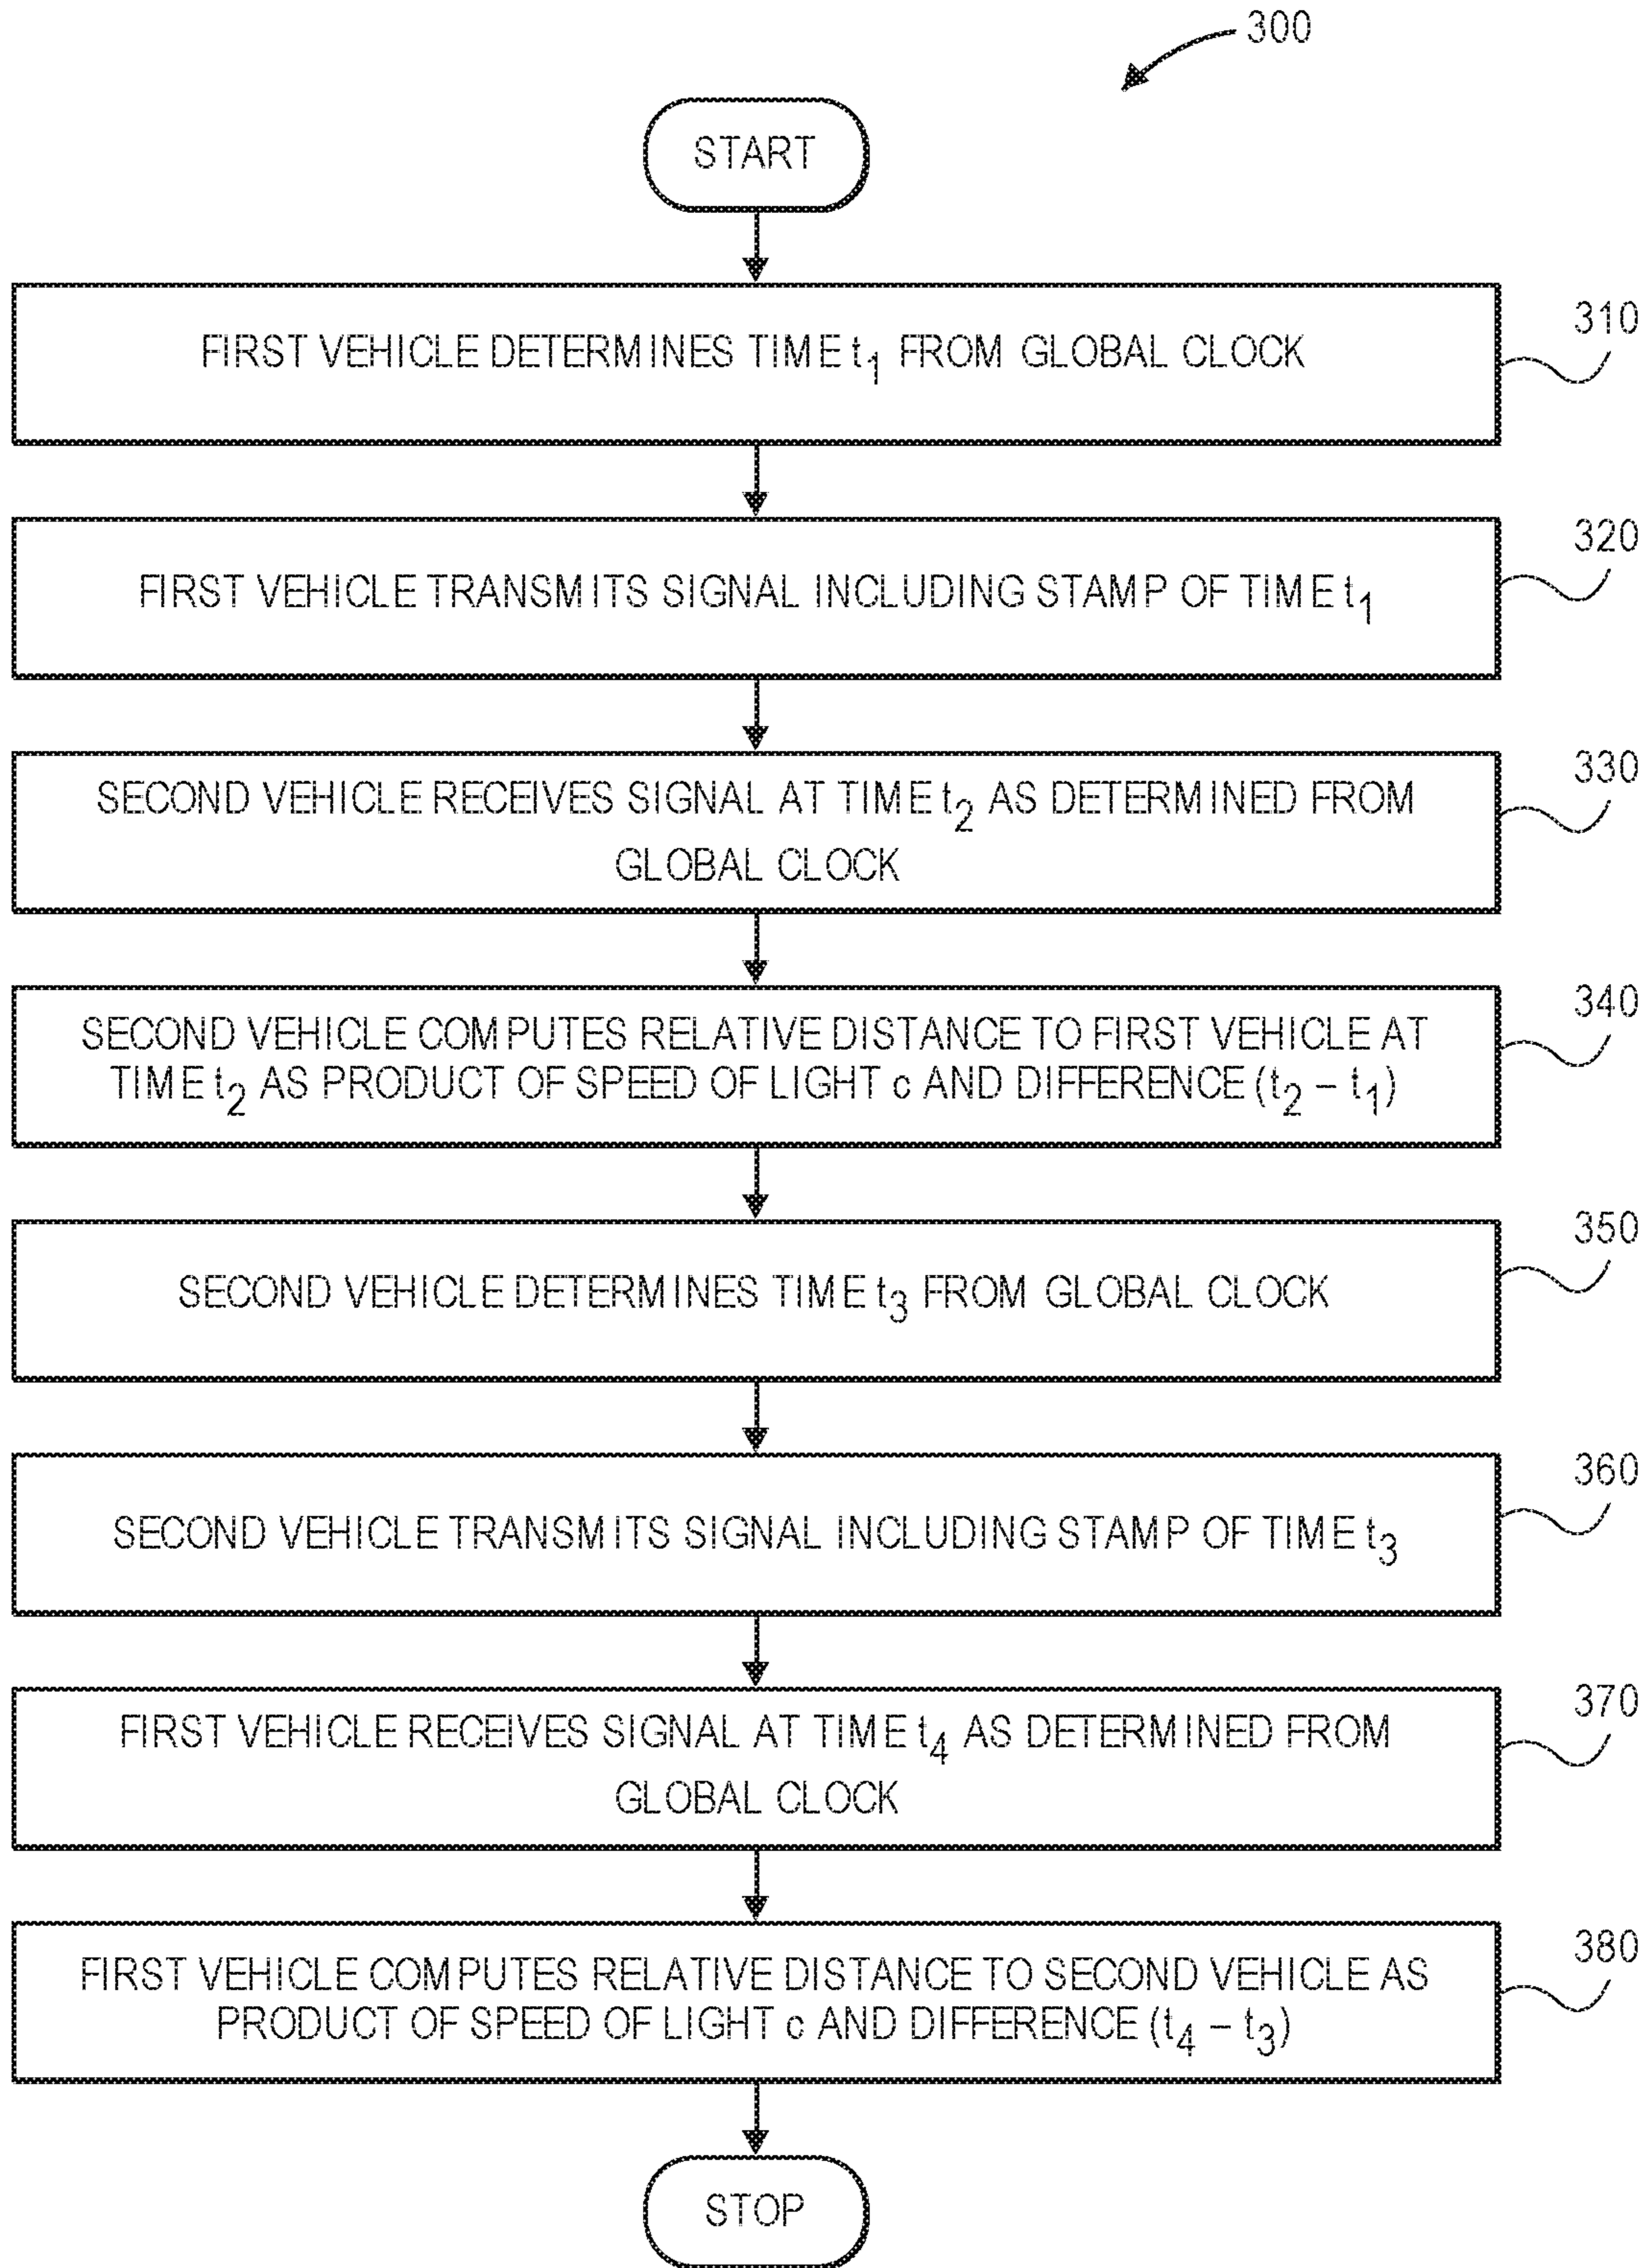 300
START
FIRST VEHICLE DETERMINES TIME t₁ FROM GLOBAL CLOCK
310
FIRST VEHICLE TRANSMITS SIGNAL INCLUDING STAMP OF TIME t₁
320
SECOND VEHICLE RECEIVES SIGNAL AT TIME t₂ AS DETERMINED FROM
GLOBAL CLOCK
330
SECOND VEHICLE COMPUTES RELATIVE DISTANCE TO FIRST VEHICLE AT
TIME t₂ AS PRODUCT OF SPEED OF LIGHT c AND DIFFERENCE (t₂ – t₁)
340
SECOND VEHICLE DETERMINES TIME t₃ FROM GLOBAL CLOCK
350
SECOND VEHICLE TRANSMITS SIGNAL INCLUDING STAMP OF TIME t₃
360
FIRST VEHICLE RECEIVES SIGNAL AT TIME t₄ AS DETERMINED FROM
GLOBAL CLOCK
370
FIRST VEHICLE COMPUTES RELATIVE DISTANCE TO SECOND VEHICLE AS
PRODUCT OF SPEED OF LIGHT c AND DIFFERENCE (t₄ – t₃)
380
STOP